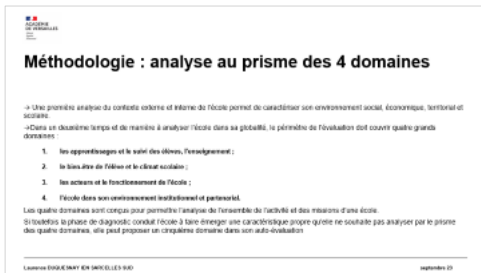 ACADÉMIE
DE VERSAILLES
Méthodologie : analyse au prisme des 4 domaines
→ Une première analyse du contexte externe et interne de l'école permet de caractériser son environnement social, économique, territorial et
scolaire.
→Dans un deuxième temps et de manière à analyser l'école dans sa globalité, le périmètre de l'évaluation doit couvrir quatre grands
domaines :
1. les apprentissages et le suivi des élèves, l'enseignement ;
2. le bien-être de l'élève et le climat scolaire ;
3. les acteurs et le fonctionnement de l'école ;
4. l'école dans son environnement institutionnel et partenarial.
Les quatre domaines sont conçus pour permettre l'analyse de l'ensemble de l'activité et des missions d'une école.
Si toutefois la phase de diagnostic conduit l'école à faire émerger une caractéristique propre qu'elle ne souhaite pas analyser par le prisme
des quatre domaines, elle peut proposer un cinquième domaine dans son auto-évaluation
Laurence DUQUESNAY IEN SARCELLES SUD
septembre 23